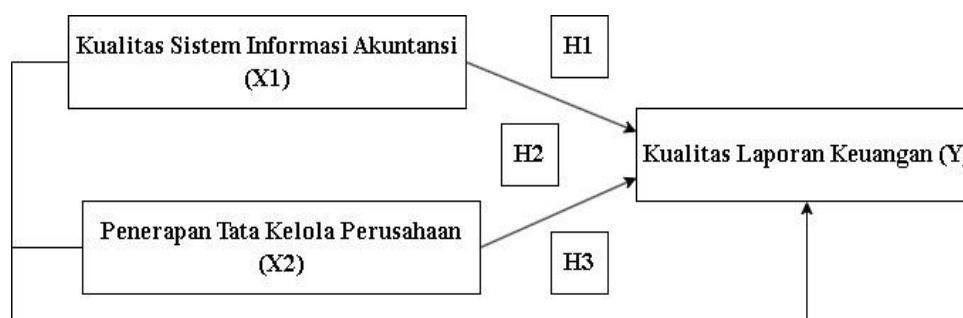 Kualitas Sistem Informasi Akuntansi
(X1)
H1
H2
Kualitas Laporan Keuangan (Y
Penerapan Tata Kelola Perusahaan
(X2)
H3